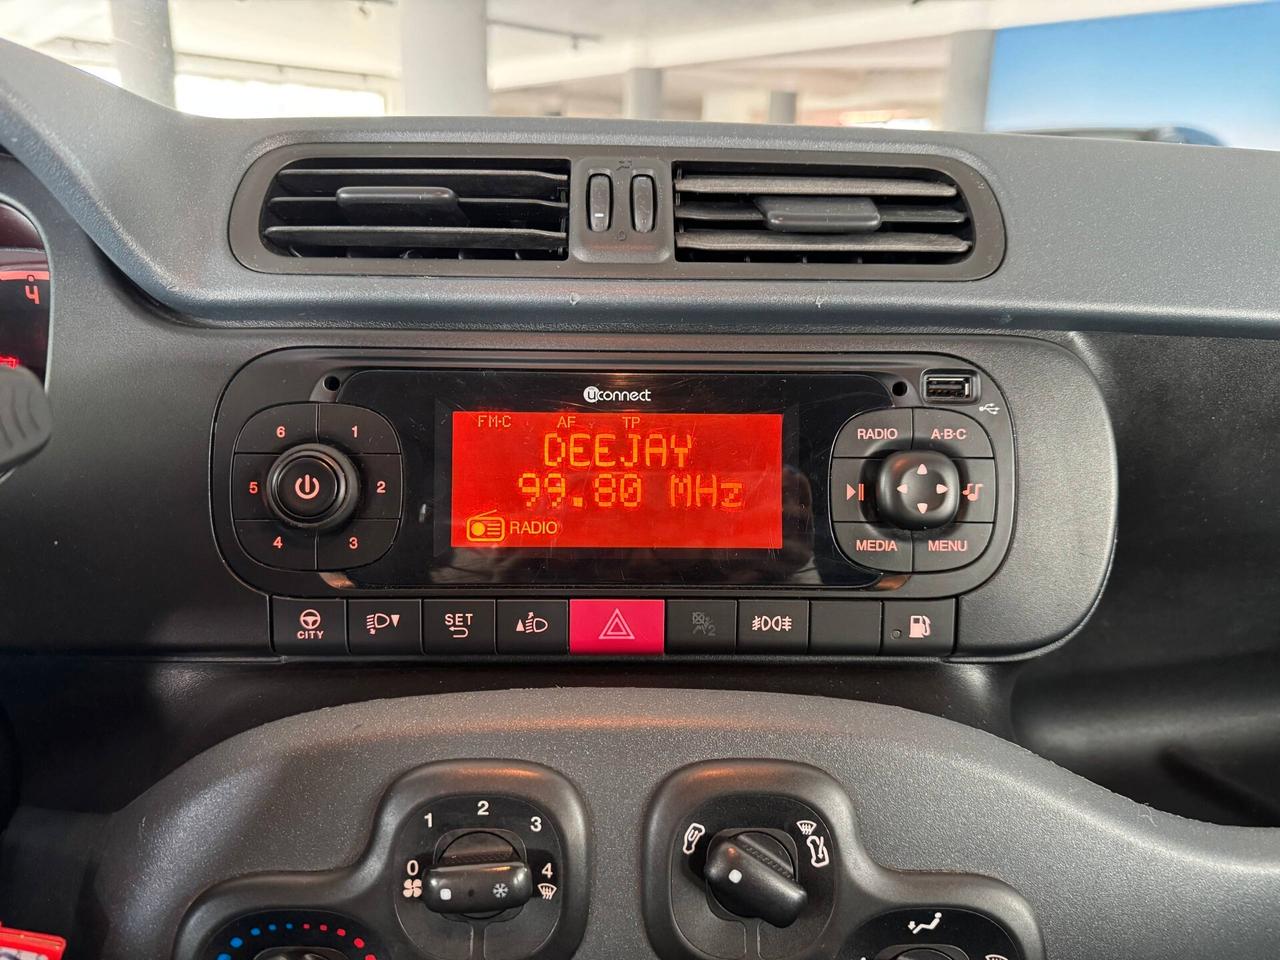 4
uconnect
FM-C AF TP
DEEJAY
99.80 MHz
RADIO
6 1
5 2
4 3
RADIO A·B·C
MEDIA MENU
CITY
SET
2
1 3
0 4